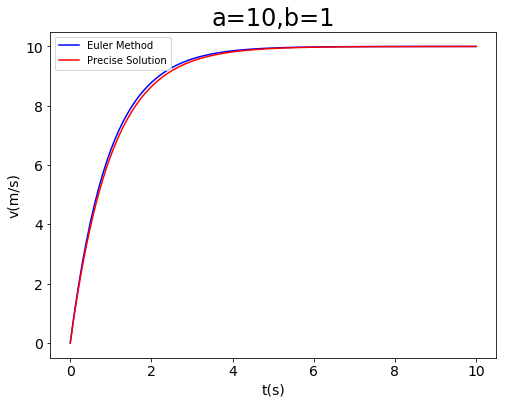 a=10,b=1
Euler Method
Precise Solution
10
8
6
4
2
0
v(m/s)
0 2 4 6 8 10
t(s)